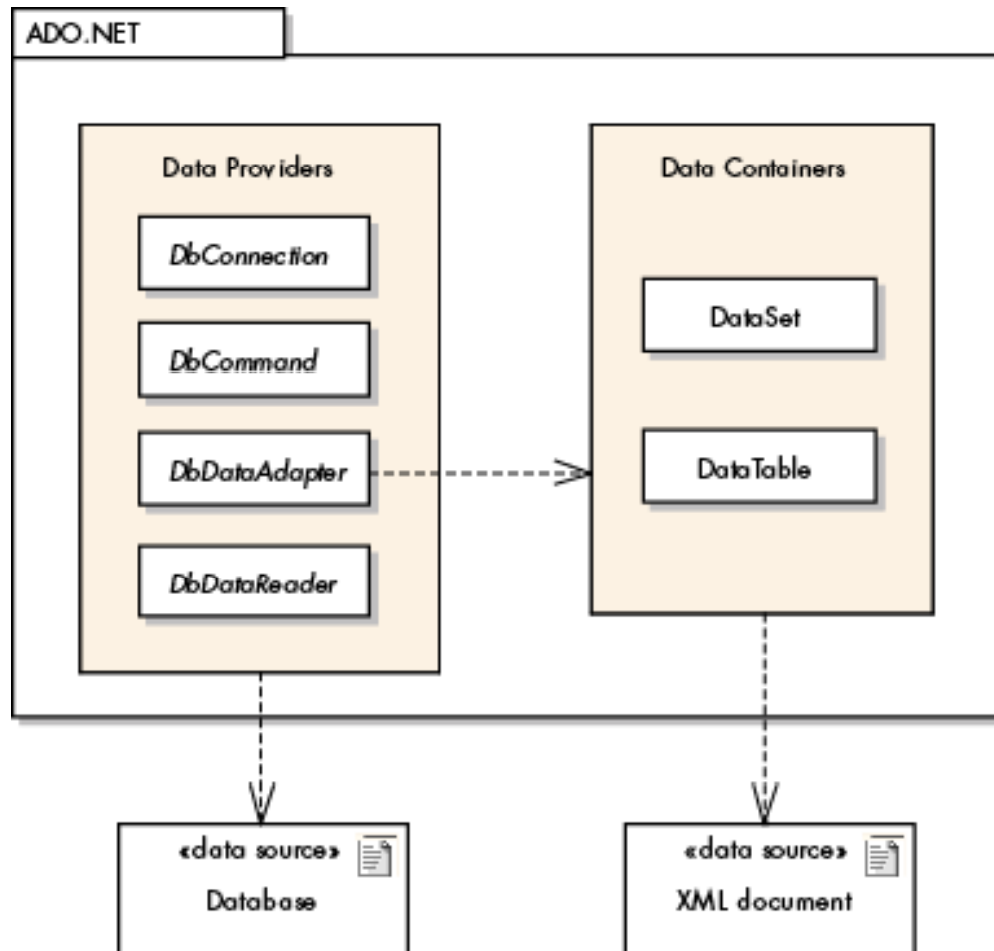 ADO.NET
Data Providers
DbConnection
DbCommand
DbDataAdapter
DbDataReader
Data Containers
DataSet
DataTable
«data source»
Database
«data source»
XML document